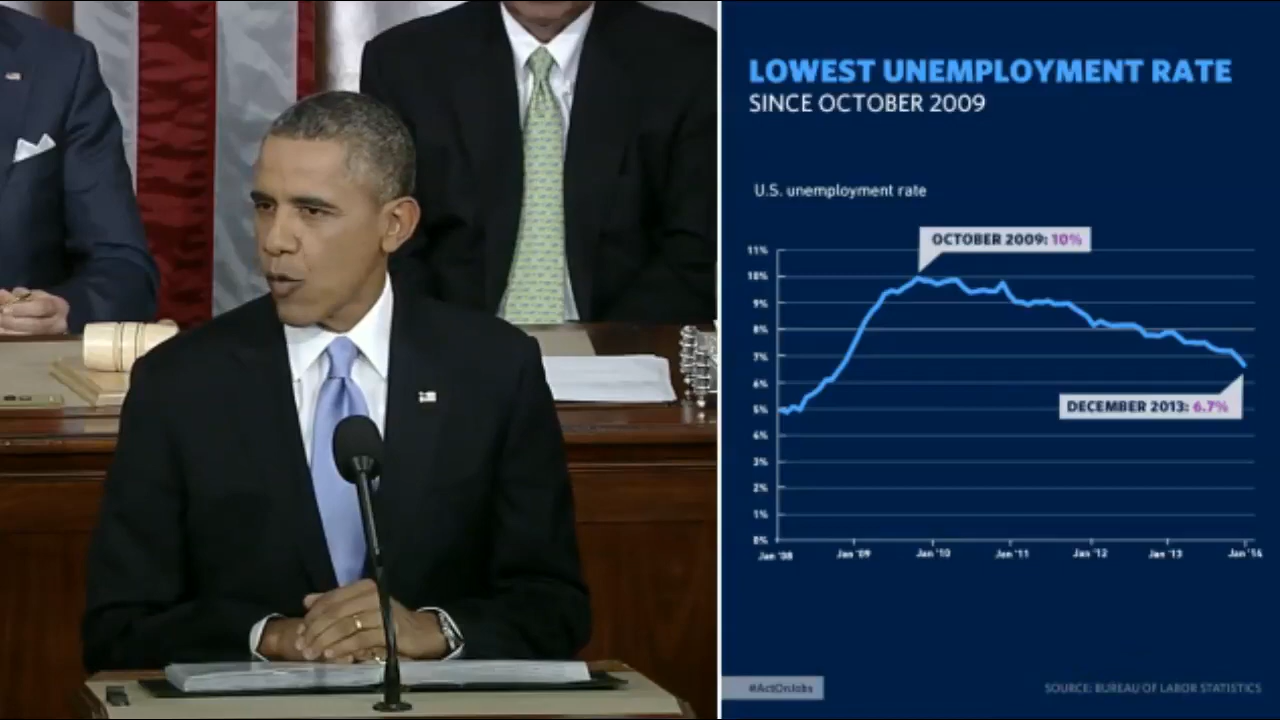 LOWEST UNEMPLOYMENT RATE
SINCE OCTOBER 2009
U.S. unemployment rate
OCTOBER 2009: 10%
11%
10%
9%
8%
7%
6%
5%
4%
3%
2%
1%
0%
DECEMBER 2013: 6.7%
Jan '08
Jan '09
Jan '10
Jan '11
Jan '12
Jan '13
Jan '14
#ActOnJobs
SOURCE: BUREAU OF LABOR STATISTICS